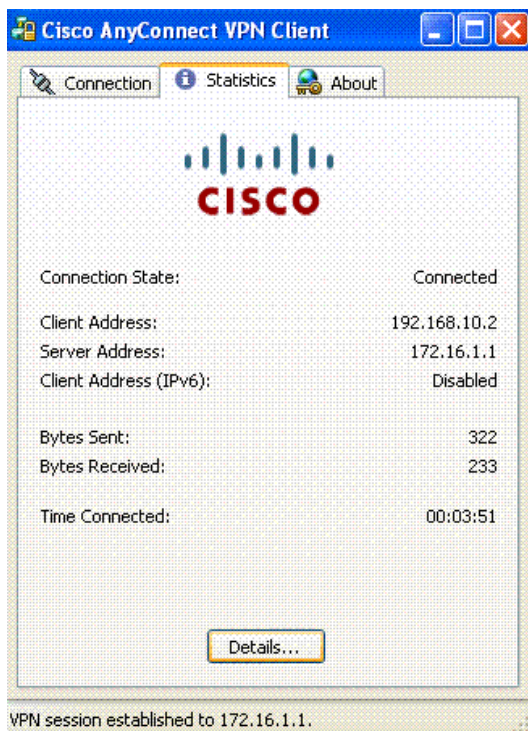 Cisco AnyConnect VPN Client
Connection Statistics About
CISCO
Connection State: Connected
Client Address: 192.168.10.2
Server Address: 172.16.1.1
Client Address (IPv6): Disabled
Bytes Sent: 322
Bytes Received: 233
Time Connected: 00:03:51
Details...
VPN session established to 172.16.1.1.